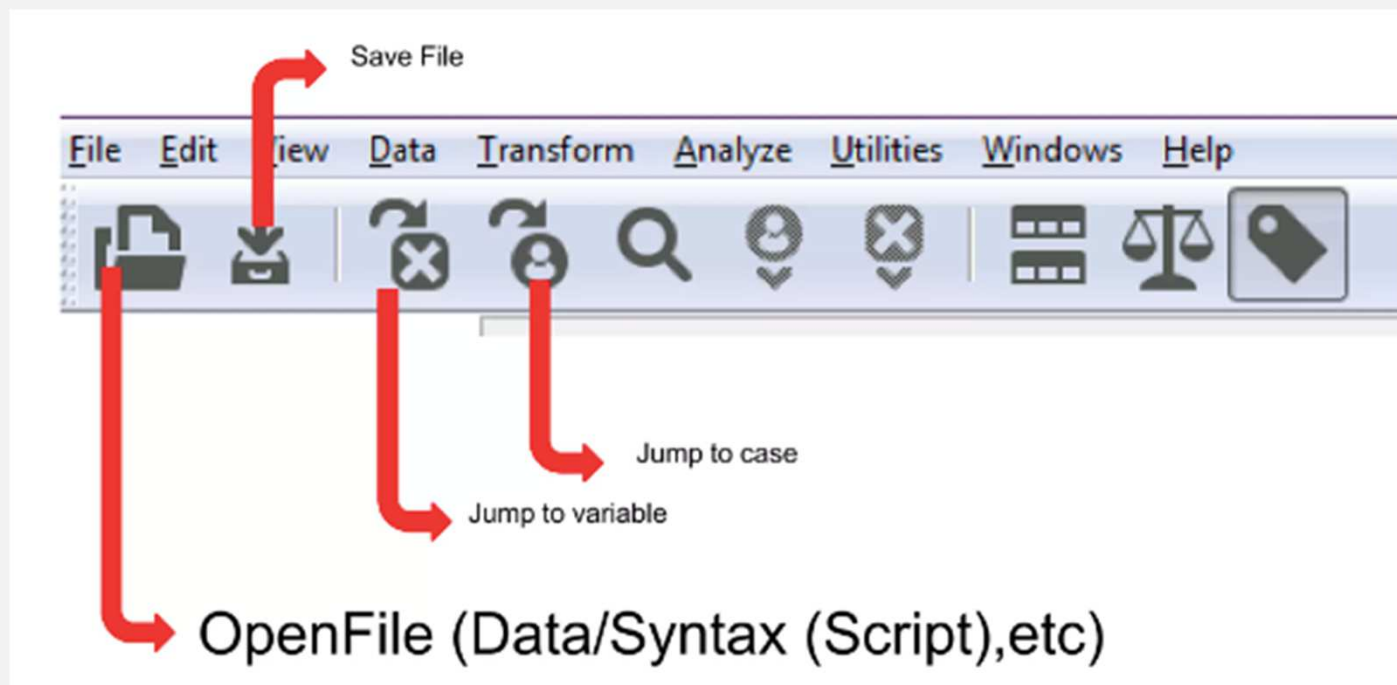 Save File
File Edit iew Data Transform Analyze Utilities Windows Help
Jump to case
Jump to variable
OpenFile (Data/Syntax (Script),etc)